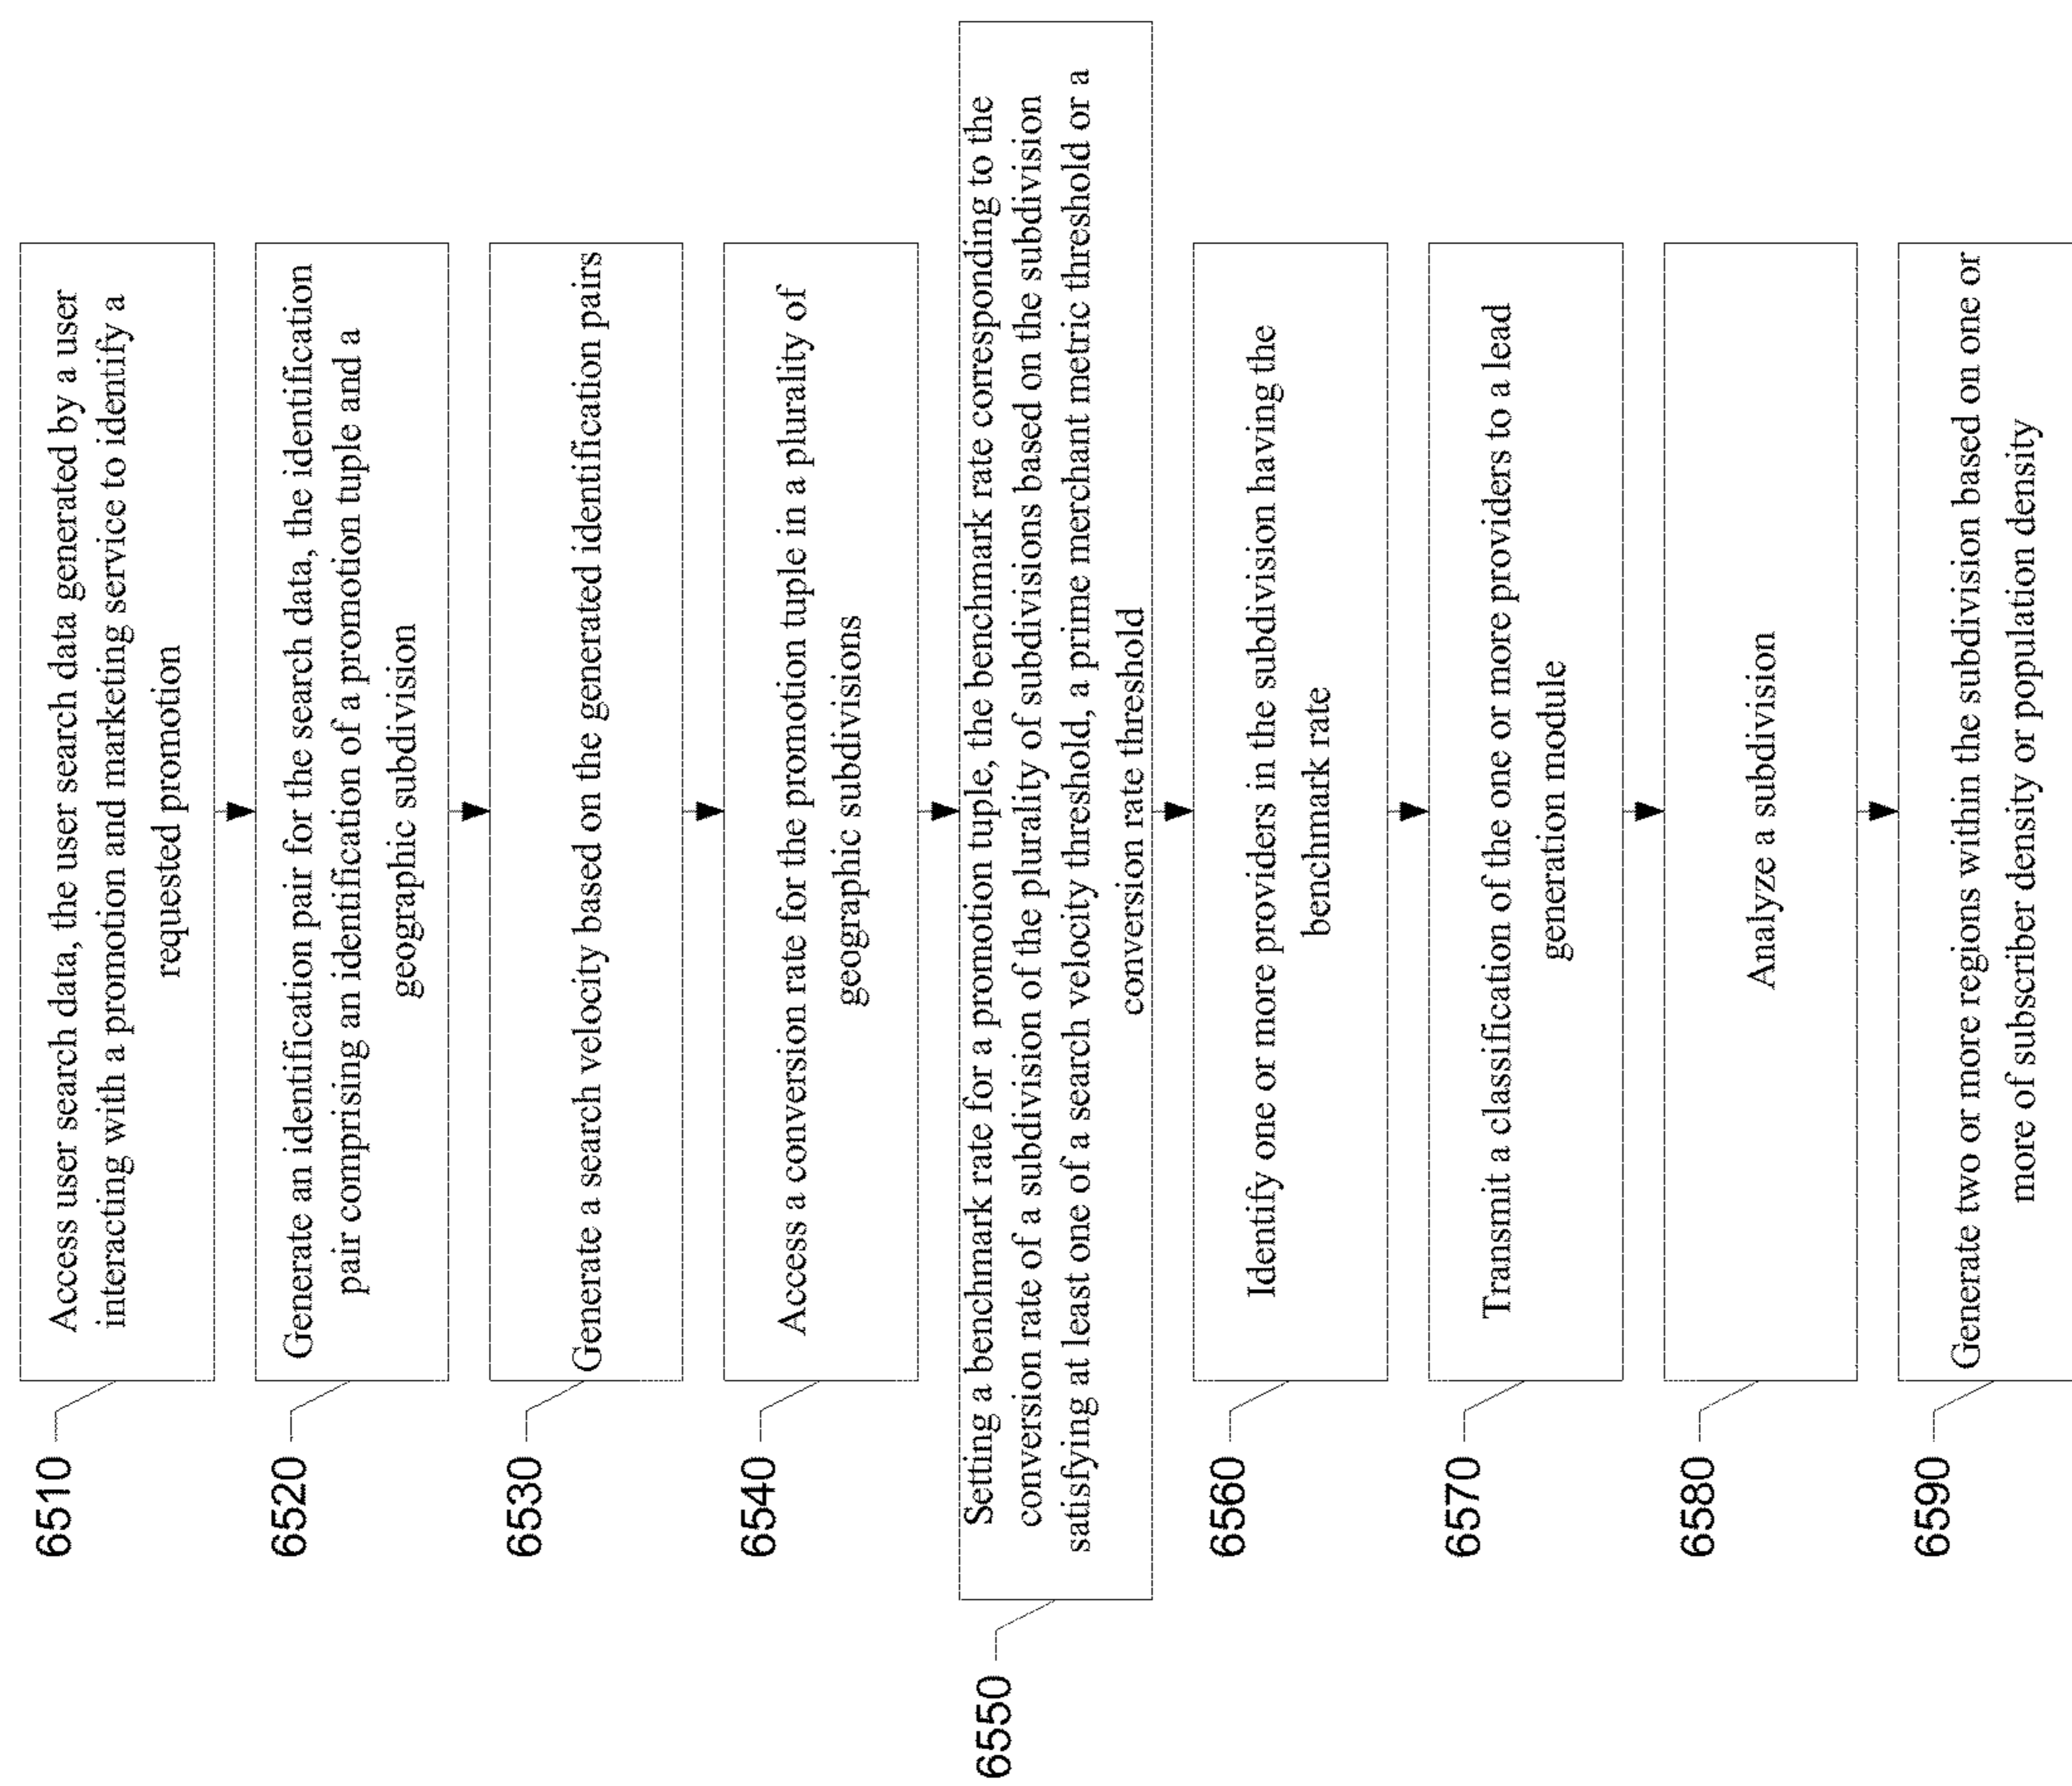 6510
Access user search data, the user search data generated by a user
interacting with a promotion and marketing service to identify a
requested promotion
6520
Generate an identification pair for the search data, the identification
pair comprising an identification of a promotion tuple and a
geographic subdivision
6530
Generate a search velocity based on the generated identification pairs
6540
Access a conversion rate for the promotion tuple in a plurality of
geographic subdivisions
6550
Setting a benchmark rate for a promotion tuple, the benchmark rate corresponding to the
conversion rate of a subdivision of the plurality of subdivisions based on the subdivision
satisfying at least one of a search velocity threshold, a prime merchant metric threshold or a
conversion rate threshold
6560
Identify one or more providers in the subdivision having the
benchmark rate
6570
Transmit a classification of the one or more providers to a lead
generation module
6580
Analyze a subdivision
6590
Generate two or more regions within the subdivision based on one or
more of subscriber density or population density